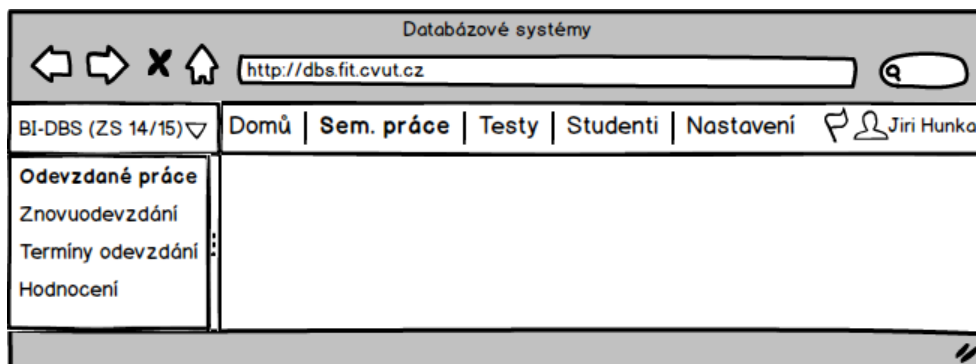 Databázové systémy
http://dbs.fit.cvut.cz
BI-DBS (ZS 14/15) Domů Sem. práce Testy Studenti Nastavení Jiri Hunka
Odevzdané práce
Znovuodevzdání
Termíny odevzdání
Hodnocení